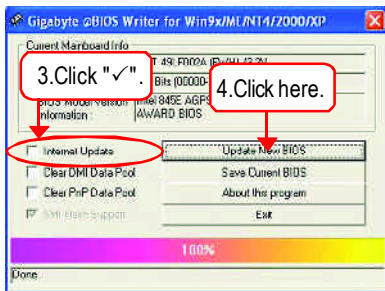 Gigabyte @BIOS Writer for Win9x/ME/NT4/2000/XP
Current Mainboard Info
3.Click "✓".
4.Click here.
49LF002A
Bits (00000-
BIOS Model Version
Intel 845E AGPS
Information :
AWARD BIOS
Internal Update
Update New BIOS
Clear DMI Data Pool
Save Current BIOS
Clear PnP Data Pool
About this program
Exit
100%
Done